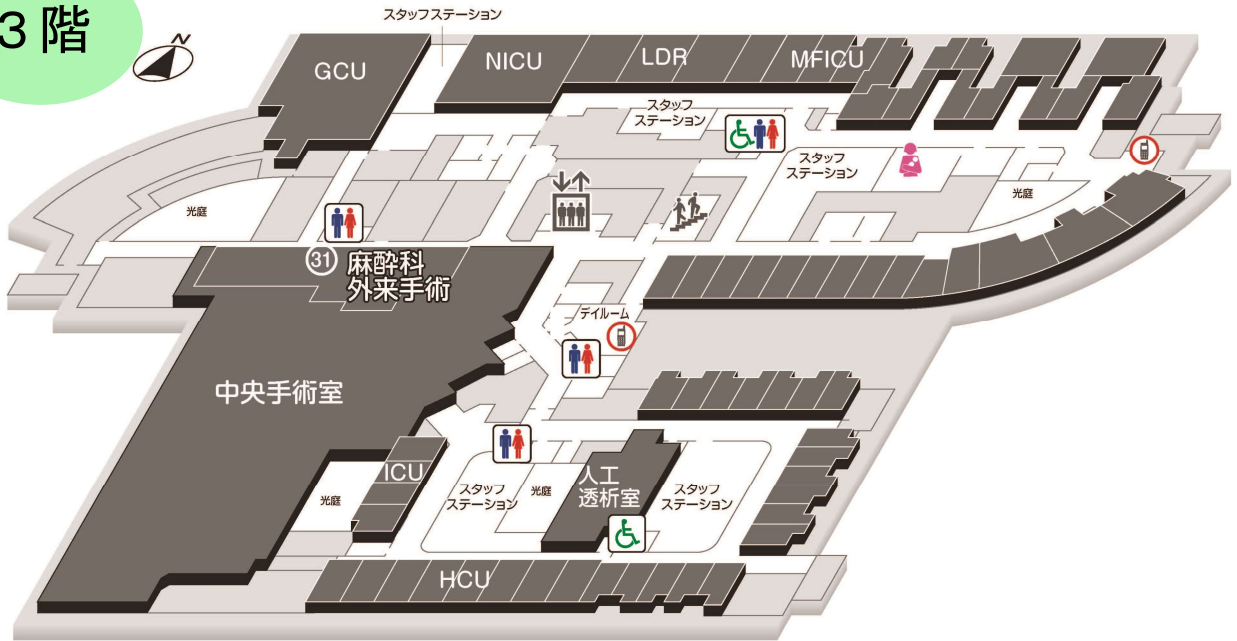 3階
N
スタッフステーション
GCU
NICU
LDR
MFICU
スタッフ
ステーション
スタッフ
ステーション
光庭
光庭
31
麻酔科
外来手術
デイルーム
中央手術室
ICU
光庭
スタッフ
ステーション
光庭
人工
透析室
スタッフ
ステーション
HCU